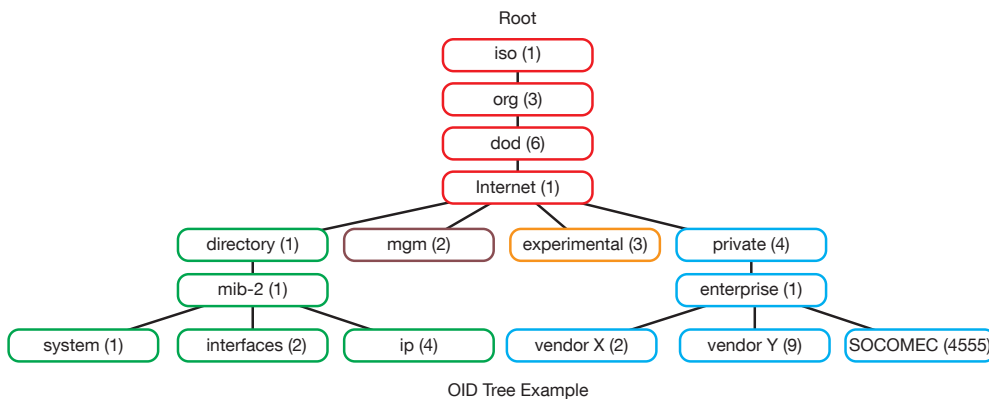 Root
iso (1)
org (3)
dod (6)
Internet (1)
directory (1) mgm (2) experimental (3) private (4)
mib-2 (1) enterprise (1)
system (1) interfaces (2) ip (4) vendor X (2) vendor Y (9) SOCOMEC (4555)
OID Tree Example